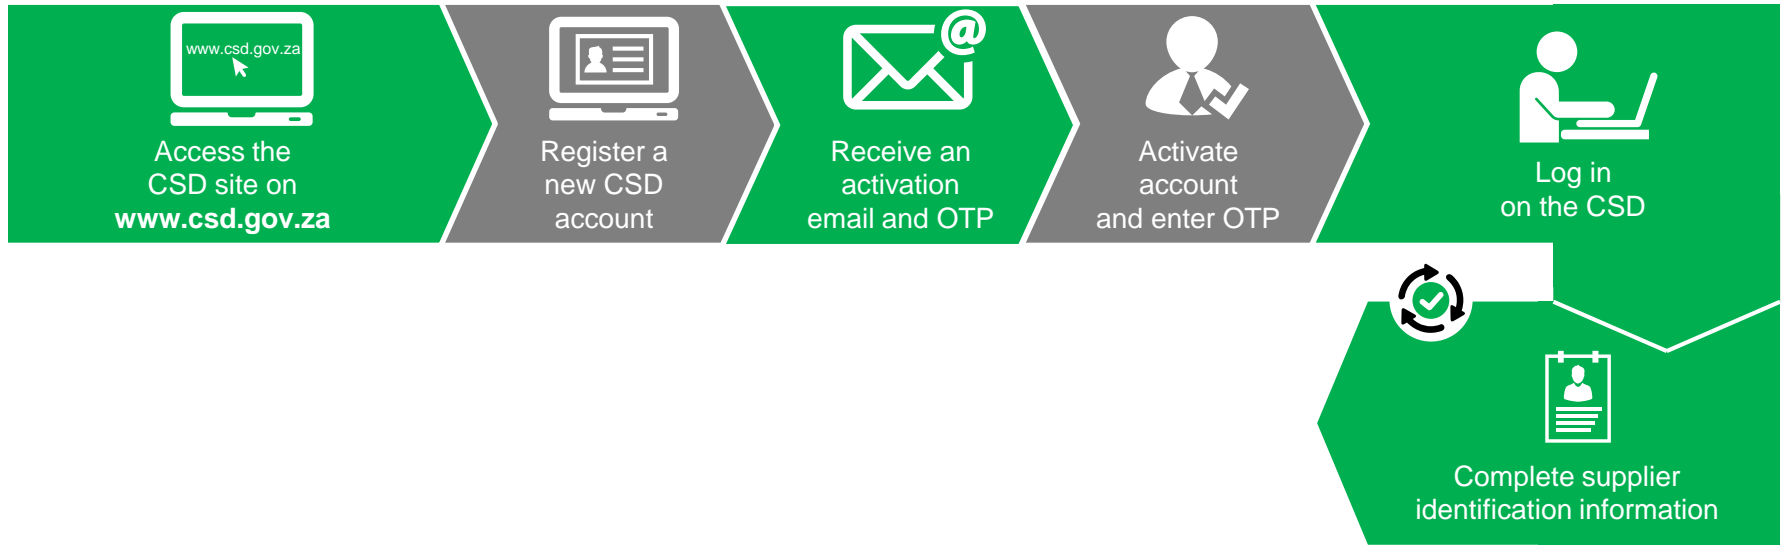 www.csd.gov.za
Access the
CSD site on
www.csd.gov.za
Register a
new CSD
account
@
Receive an
activation
email and OTP
Activate
account
and enter OTP
Log in
on the CSD
Complete supplier
identification information